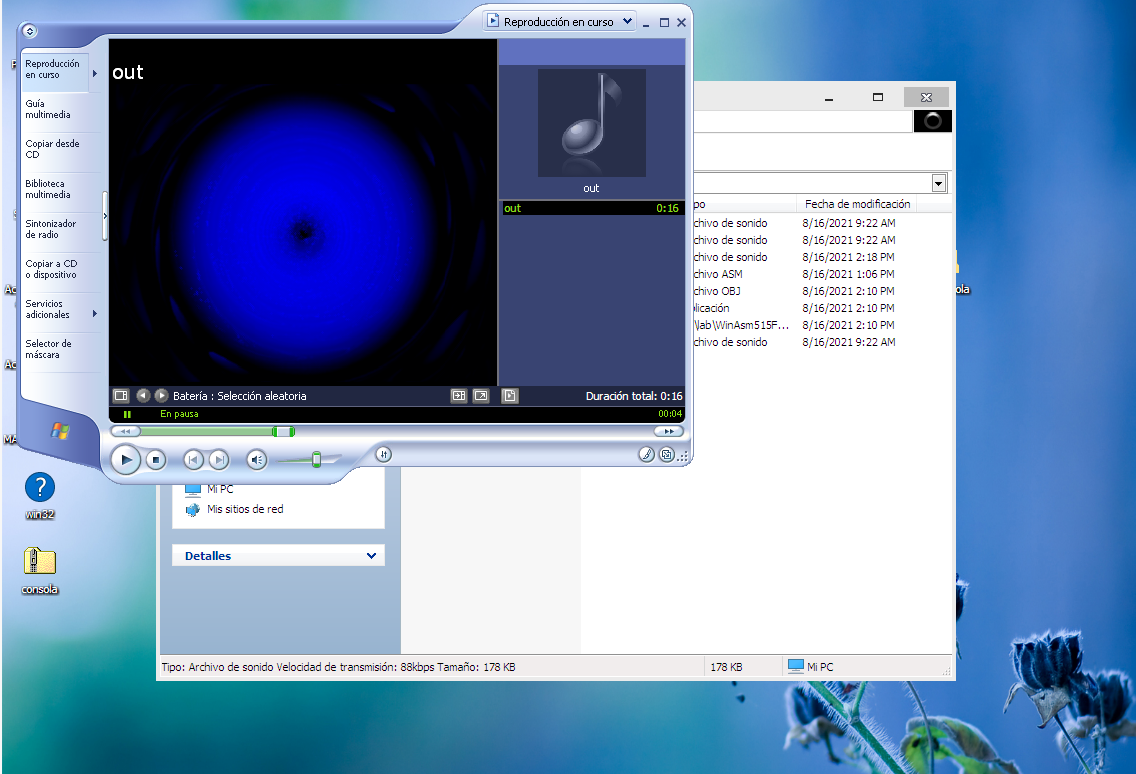 Reproducción en curso
Reproducción
en curso
Guía
multimedia
Copiar desde
CD
Biblioteca
multimedia
Sintonizador
de radio
Copiar a CD
o dispositivo
Servicios
adicionales
Selector de
máscara
out
out
out 0:16
Batería : Selección aleatoria
Duración total: 0:16
En pausa 00:04
po Fecha de modificación
chivo de sonido 8/16/2021 9:22 AM
chivo de sonido 8/16/2021 9:22 AM
chivo de sonido 8/16/2021 2:18 PM
chivo ASM 8/16/2021 1:06 PM
chivo OBJ 8/16/2021 2:10 PM
licación 8/16/2021 2:10 PM
\lab\WinAsm515F... 8/16/2021 2:10 PM
chivo de sonido 8/16/2021 9:22 AM
Mi PC
Mis sitios de red
Detalles
Tipo: Archivo de sonido Velocidad de transmisión: 88kbps Tamaño: 178 KB
178 KB
Mi PC
win32
consola
ola